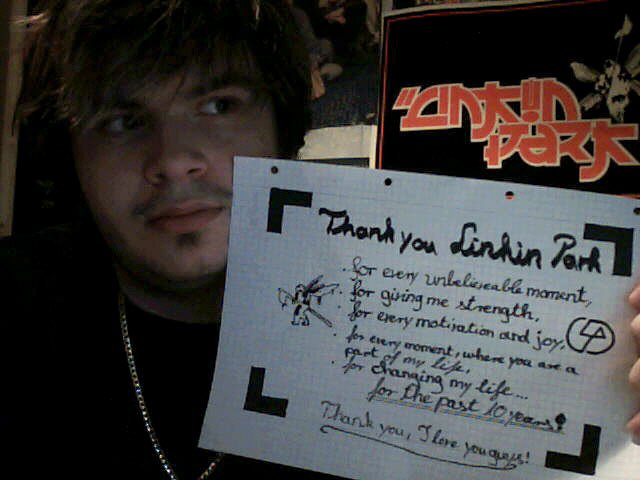 "LINKIN
PARK
Thank you Linkin Park
· for every unbelieveable moment,
· for giving me strength,
· for every motivation and joy,
LP
· for every moment, where you are a
part of my life,
· for changing my life...
for the past 10 years!
Thank you, I love you guys!